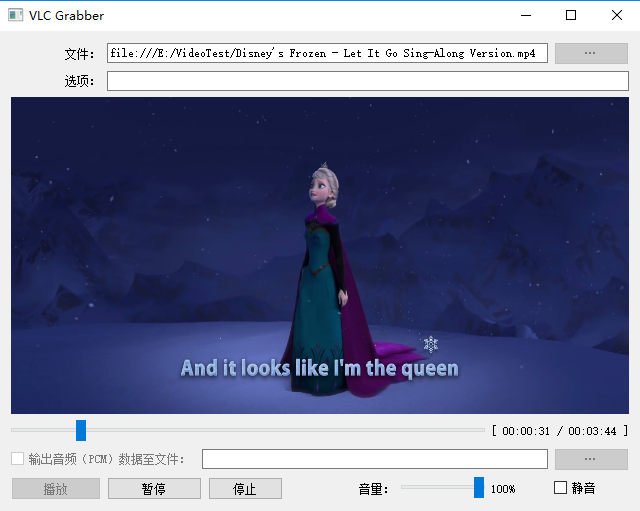 VLC Grabber
文件： file:///E:/VideoTest/Disney's Frozen - Let It Go Sing-Along Version.mp4 ...
选项：
And it looks like I'm the queen
[ 00:00:31 / 00:03:44 ]
输出音频（PCM）数据至文件： ...
播放 暂停 停止 音量： 100% 静音